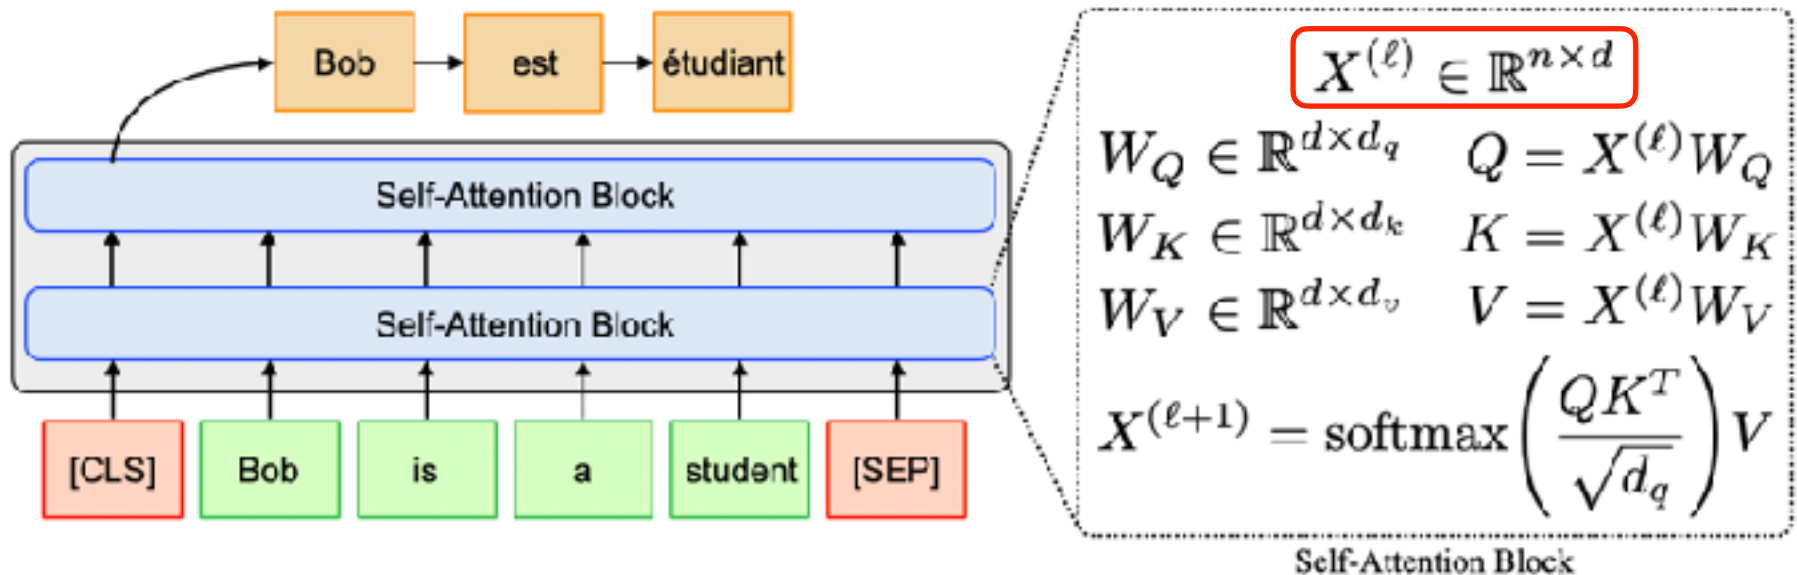 Bob est étudiant
Self-Attention Block
Self-Attention Block
[CLS] Bob is a student [SEP]
X^{(ℓ)} ∈ ℝ^{n×d}
W_Q ∈ ℝ^{d×d_q} Q = X^{(ℓ)}W_Q
W_K ∈ ℝ^{d×d_k} K = X^{(ℓ)}W_K
W_V ∈ ℝ^{d×d_v} V = X^{(ℓ)}W_V
X^{(ℓ+1)} = softmax(QK^T / √d_q) V
Self-Attention Block